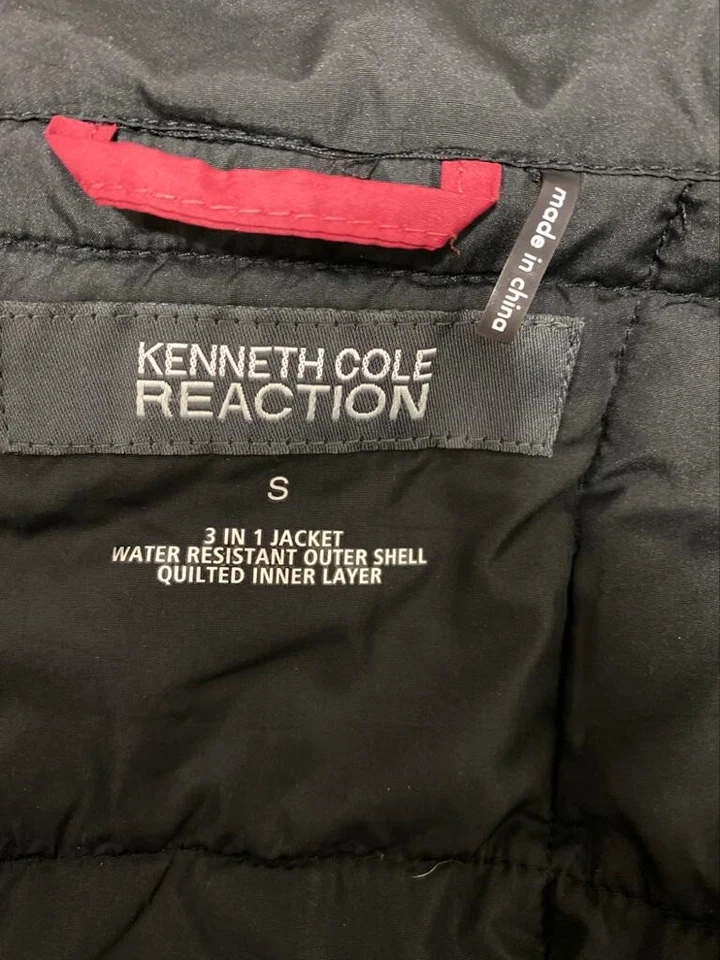 made in china
KENNETH COLE
REACTION
S
3 IN 1 JACKET
WATER RESISTANT OUTER SHELL
QUILTED INNER LAYER